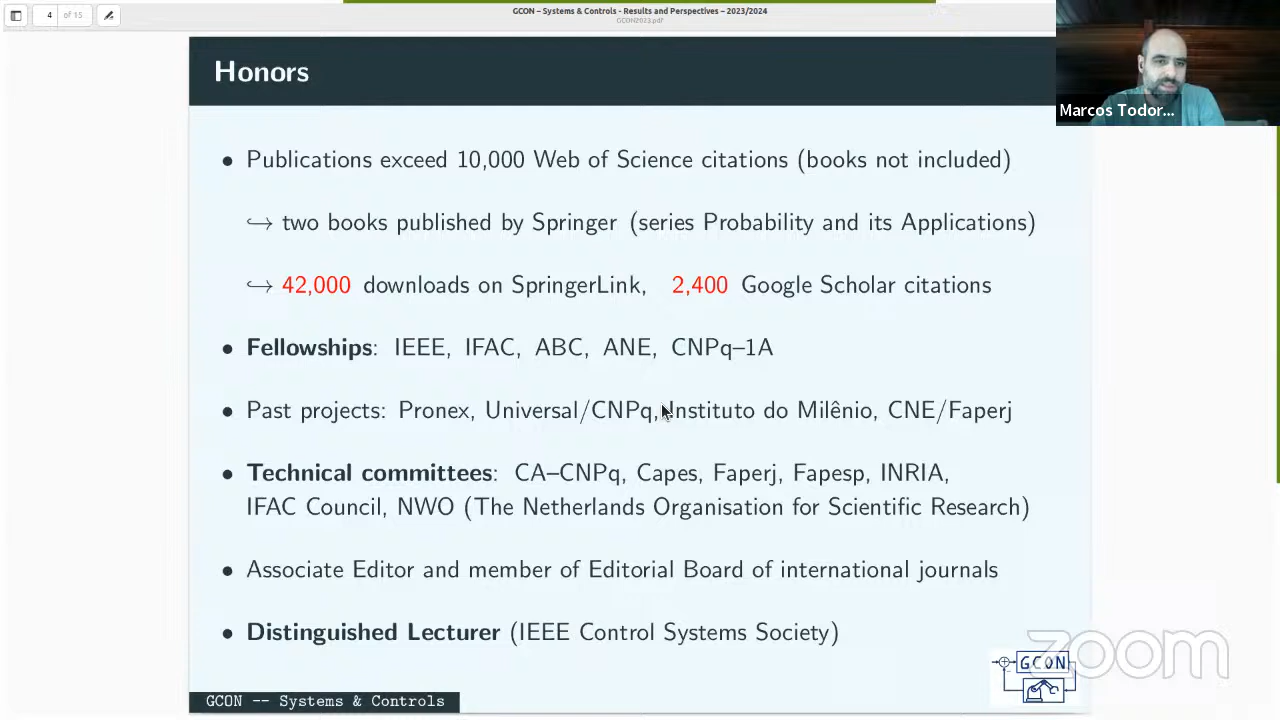 4 of 15
GCON – Systems & Controls - Results and Perspectives – 2023/2024
GCON2023.pdf
Honors
Marcos Todor...
• Publications exceed 10,000 Web of Science citations (books not included)
↪ two books published by Springer (series Probability and its Applications)
↪ 42,000 downloads on SpringerLink, 2,400 Google Scholar citations
• Fellowships: IEEE, IFAC, ABC, ANE, CNPq–1A
• Past projects: Pronex, Universal/CNPq, Instituto do Milênio, CNE/Faperj
• Technical committees: CA–CNPq, Capes, Faperj, Fapesp, INRIA,
IFAC Council, NWO (The Netherlands Organisation for Scientific Research)
• Associate Editor and member of Editorial Board of international journals
• Distinguished Lecturer (IEEE Control Systems Society)
zoom
GCON
GCON -- Systems & Controls